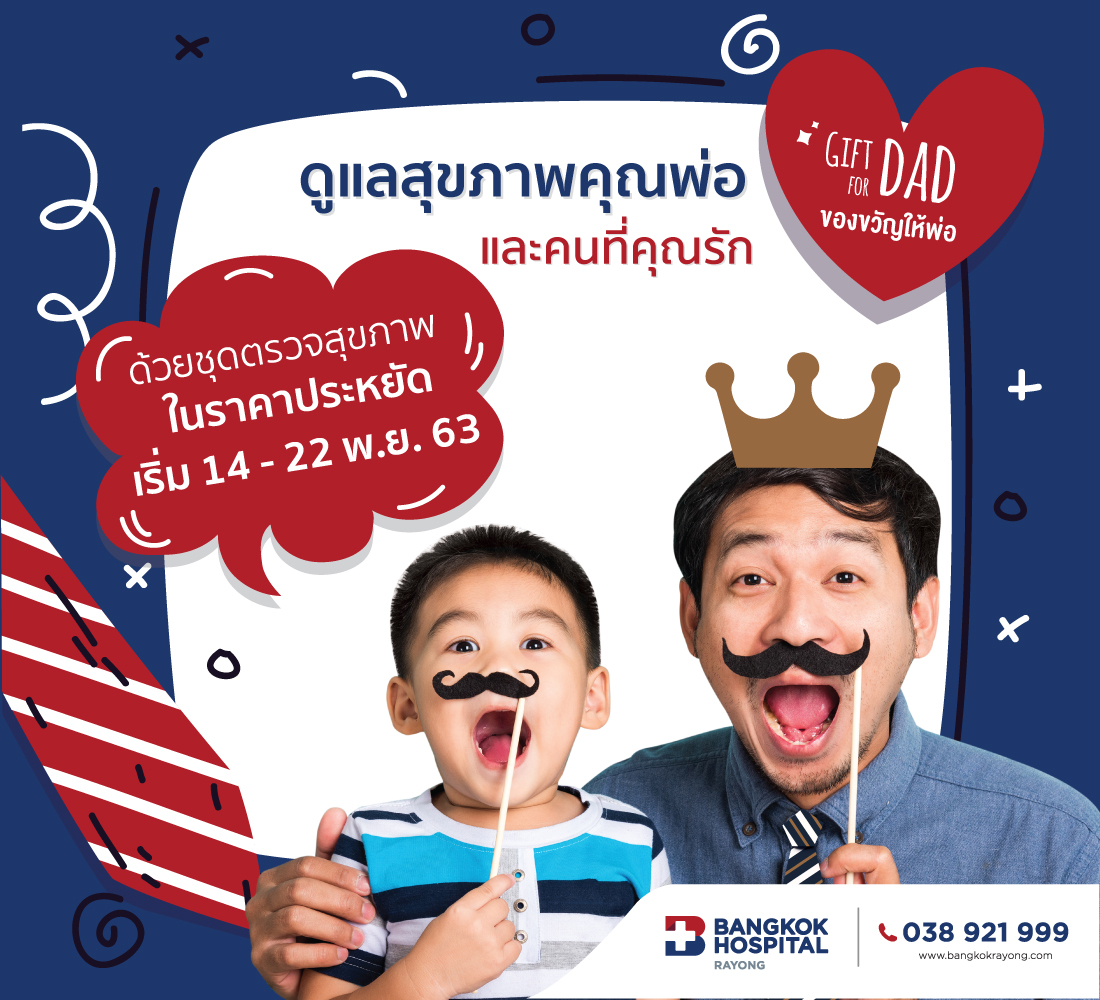 ดูแลสุขภาพคุณพ่อ
และคนที่คุณรัก
GIFT FOR DAD
ของขวัญให้พ่อ
ด้วยชุดตรวจสุขภาพ
ในราคาประหยัด
เริ่ม 14 - 22 พ.ย. 63
BANGKOK
HOSPITAL
RAYONG
038 921 999
www.bangkokrayong.com